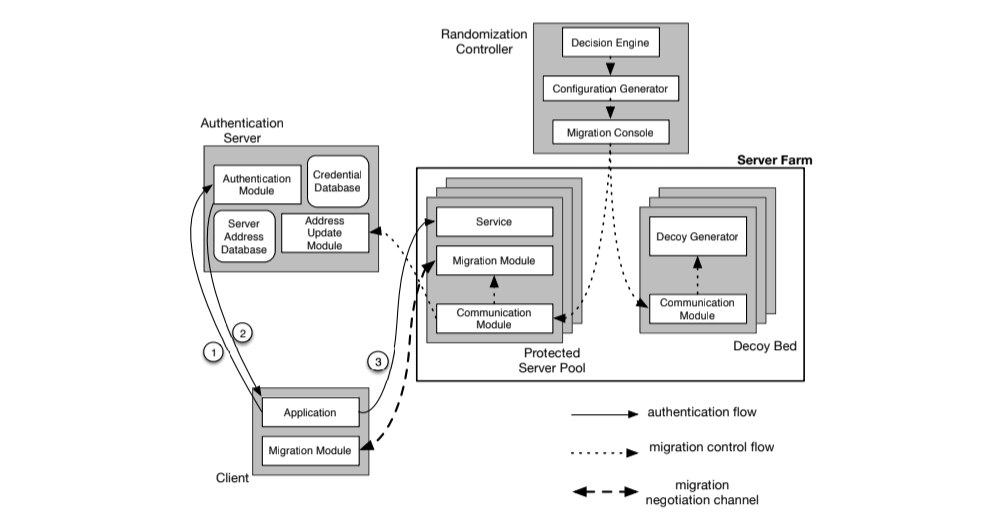 Randomization
Controller
Decision Engine
Configuration Generator
Migration Console
Authentication
Server
Authentication
Module
Credential
Database
Server
Address
Database
Address
Update
Module
Server Farm
Service
Migration Module
Communication
Module
Protected
Server Pool
Decoy Generator
Communication
Module
Decoy Bed
1
2
3
Application
Migration Module
Client
authentication flow
migration control flow
migration
negotiation channel